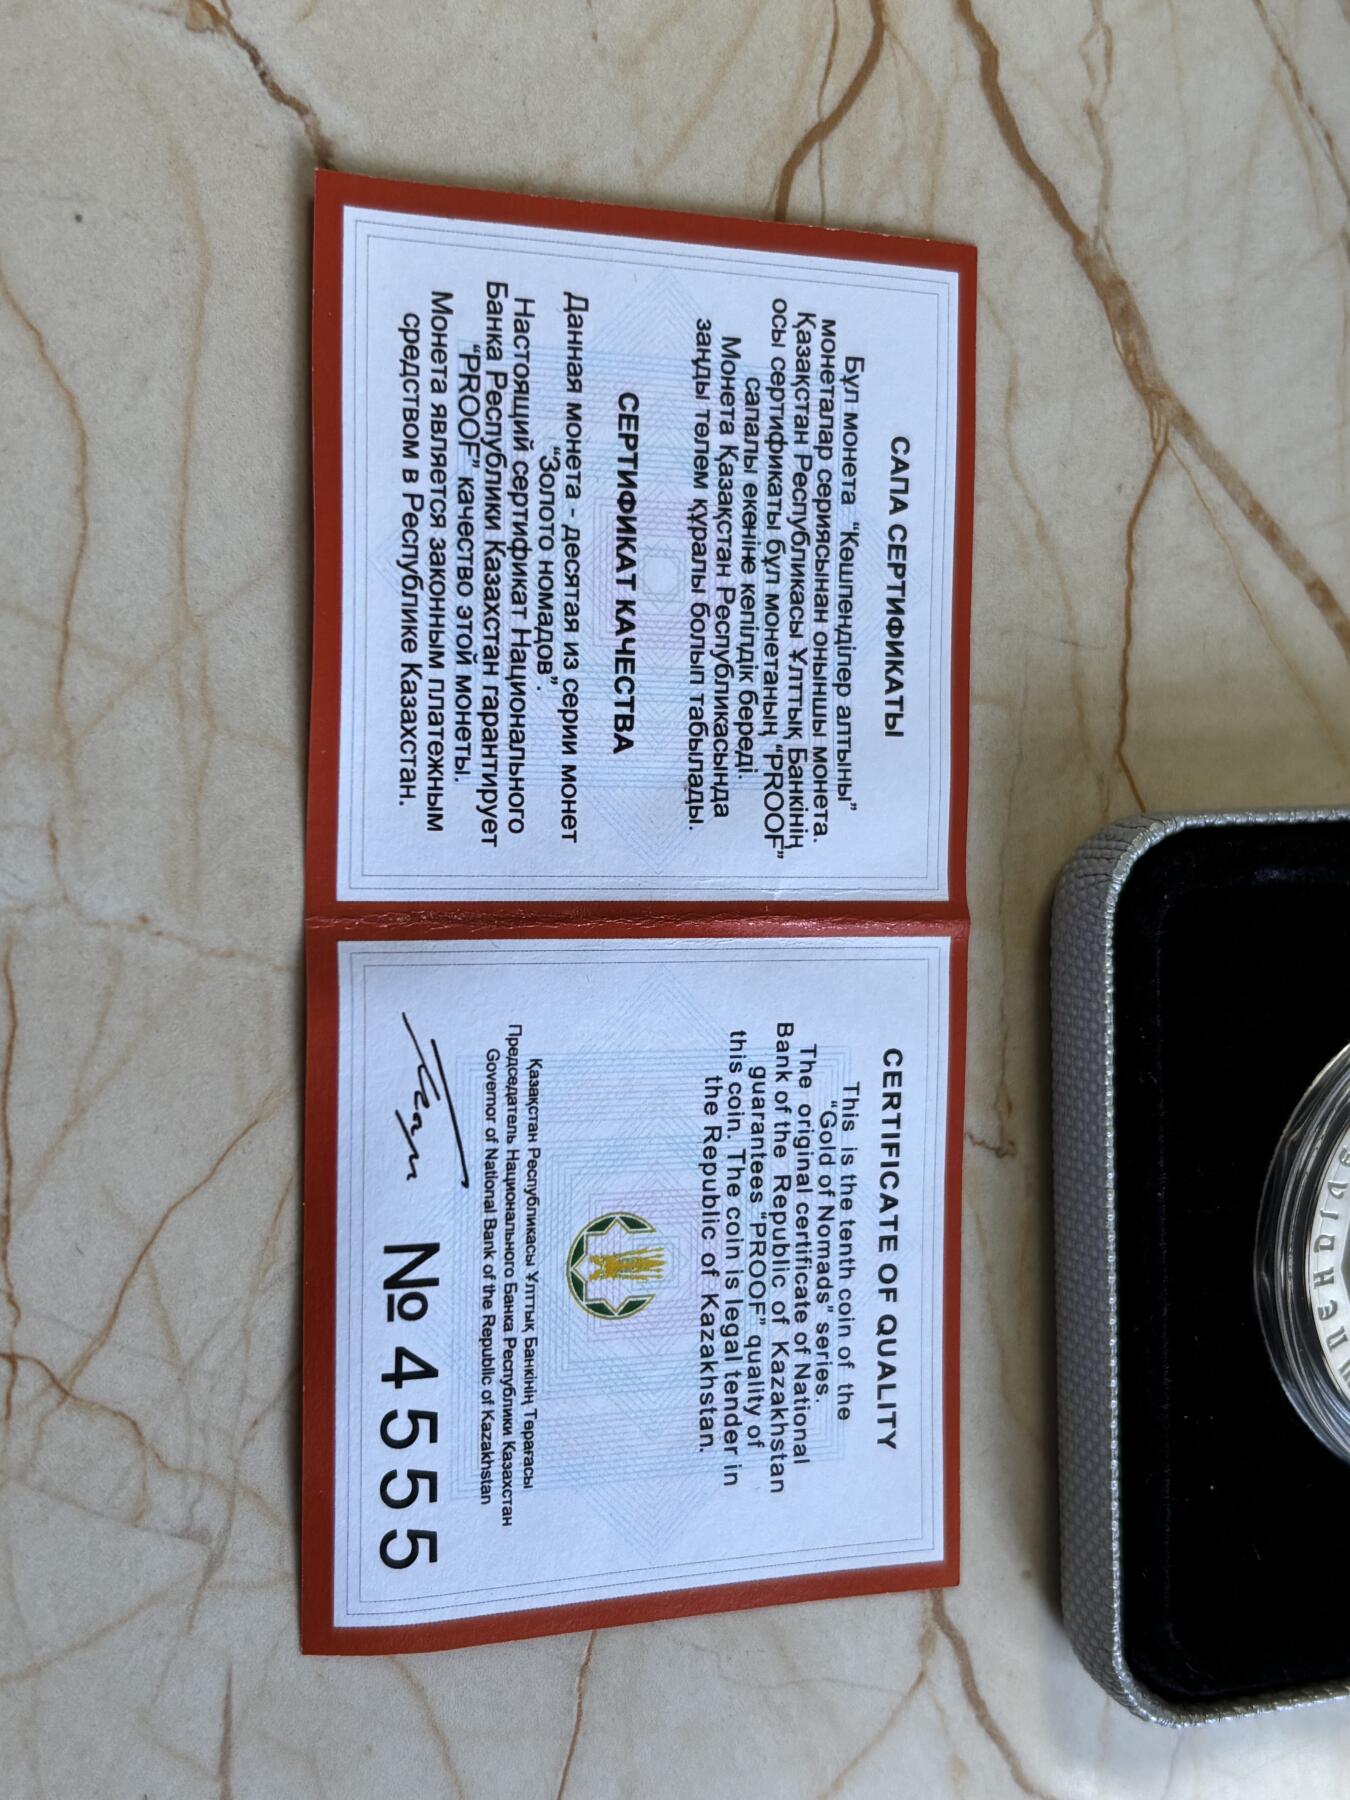 САПА СЕРТИФИКАТЫ
Бұл монета “Көшпенділер алтыны”
монеталар сериясынан оныншы монета.
Қазақстан Республикасы Ұлттық Банкінің
осы сертификаты бұл монетаның “PROOF”
сапалы екеніне кепілдік береді.
Монета Қазақстан Республикасында
заңды төлем құралы болып табылады.
СЕРТИФИКАТ КАЧЕСТВА
Данная монета - десятая из серии монет
“Золото номадов”.
Настоящий сертификат Национального
Банка Республики Казахстан гарантирует
“PROOF” качество этой монеты.
Монета является законным платежным
средством в Республике Казахстан.
CERTIFICATE OF QUALITY
This is the tenth coin of the
“Gold of Nomads” series.
The original certificate of National
Bank of the Republic of Kazakhstan
guarantees “PROOF” quality of
this coin. The coin is legal tender in
the Republic of Kazakhstan.
Қазақстан Республикасы Ұлттық Банкінің Төрағасы
Председатель Национального Банка Республики Казахстан
Governor of National Bank of the Republic of Kazakhstan
№ 4555